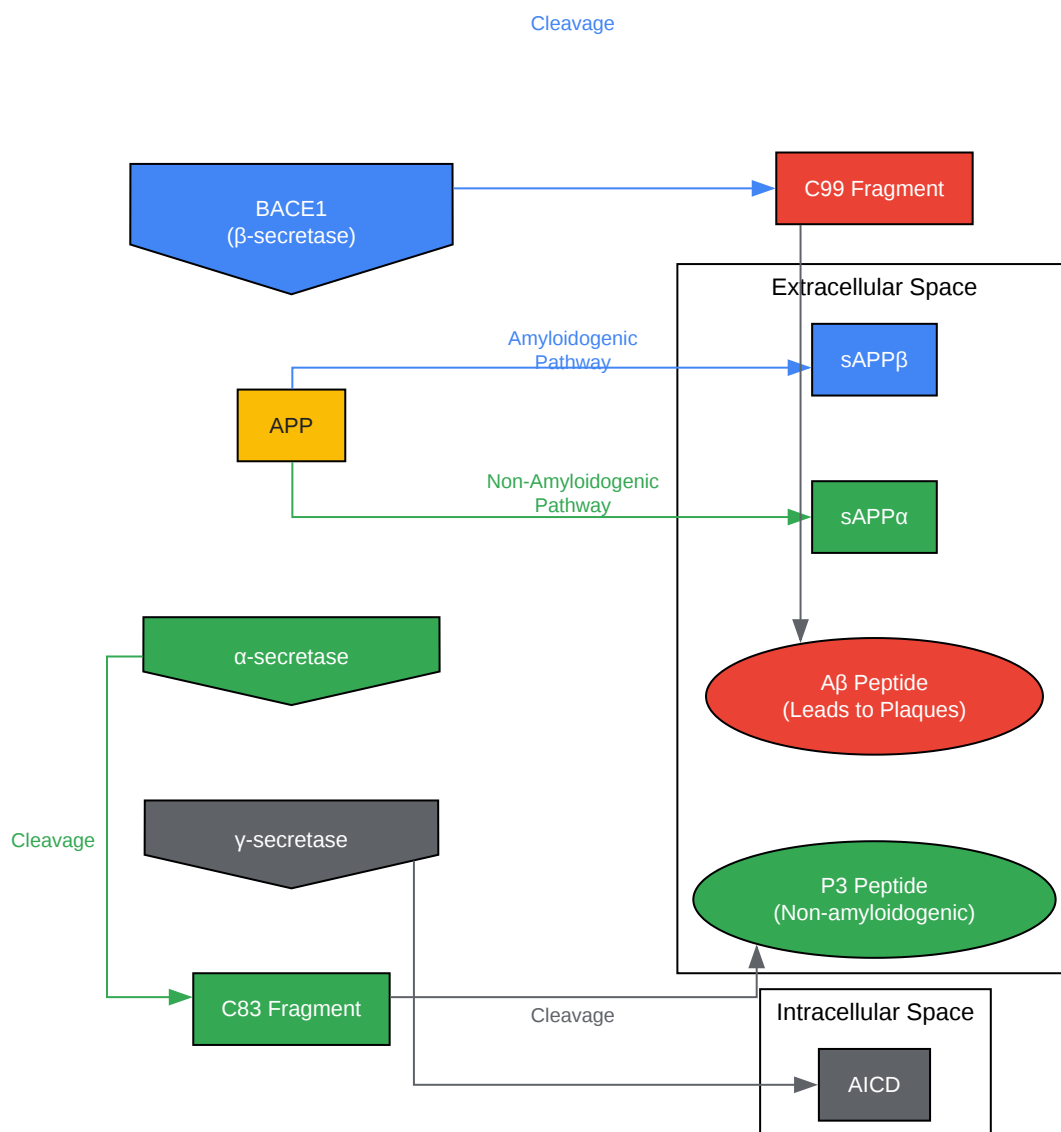 Cleavage
BACE1
(β-secretase)
C99 Fragment
Extracellular Space
Amyloidogenic
Pathway
sAPPβ
APP
Non-Amyloidogenic
Pathway
sAPPα
α-secretase
Aβ Peptide
(Leads to Plaques)
Cleavage
γ-secretase
P3 Peptide
(Non-amyloidogenic)
C83 Fragment
Cleavage
Intracellular Space
AICD